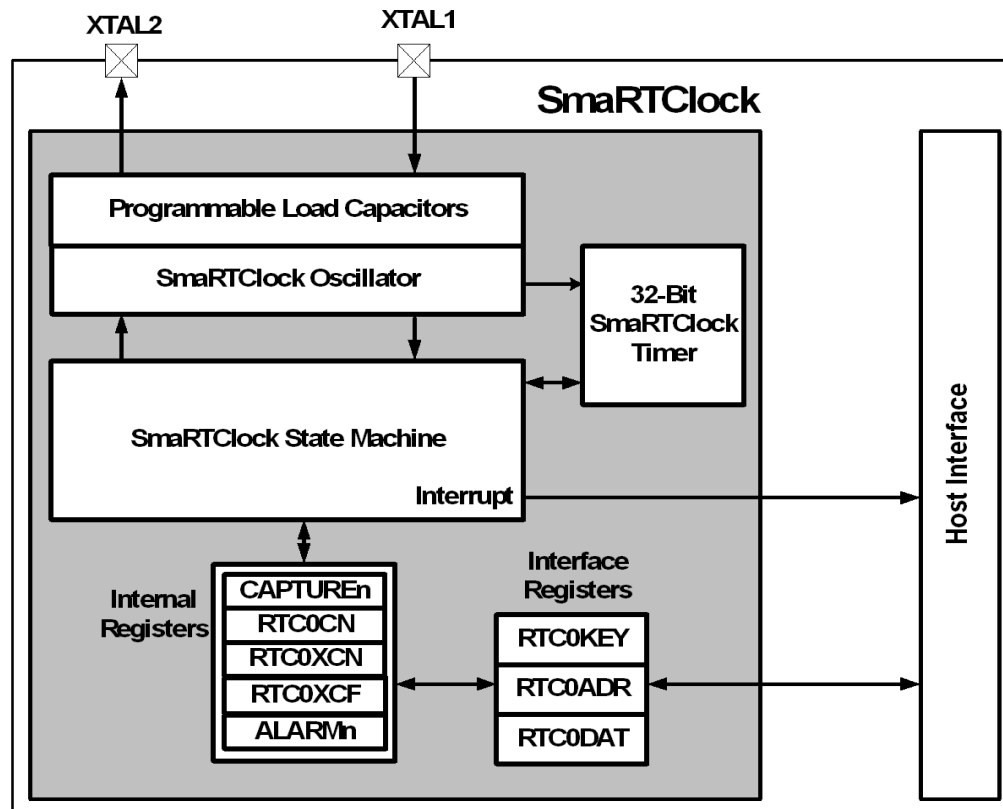 XTAL2
XTAL1
SmaRTClock
Programmable Load Capacitors
SmaRTClock Oscillator
32-Bit
SmaRTClock
Timer
SmaRTClock State Machine
Interrupt
Host Interface
Internal
Registers
CAPTUREn
RTC0CN
RTC0XCN
RTC0XCF
ALARMn
Interface
Registers
RTC0KEY
RTC0ADR
RTC0DAT